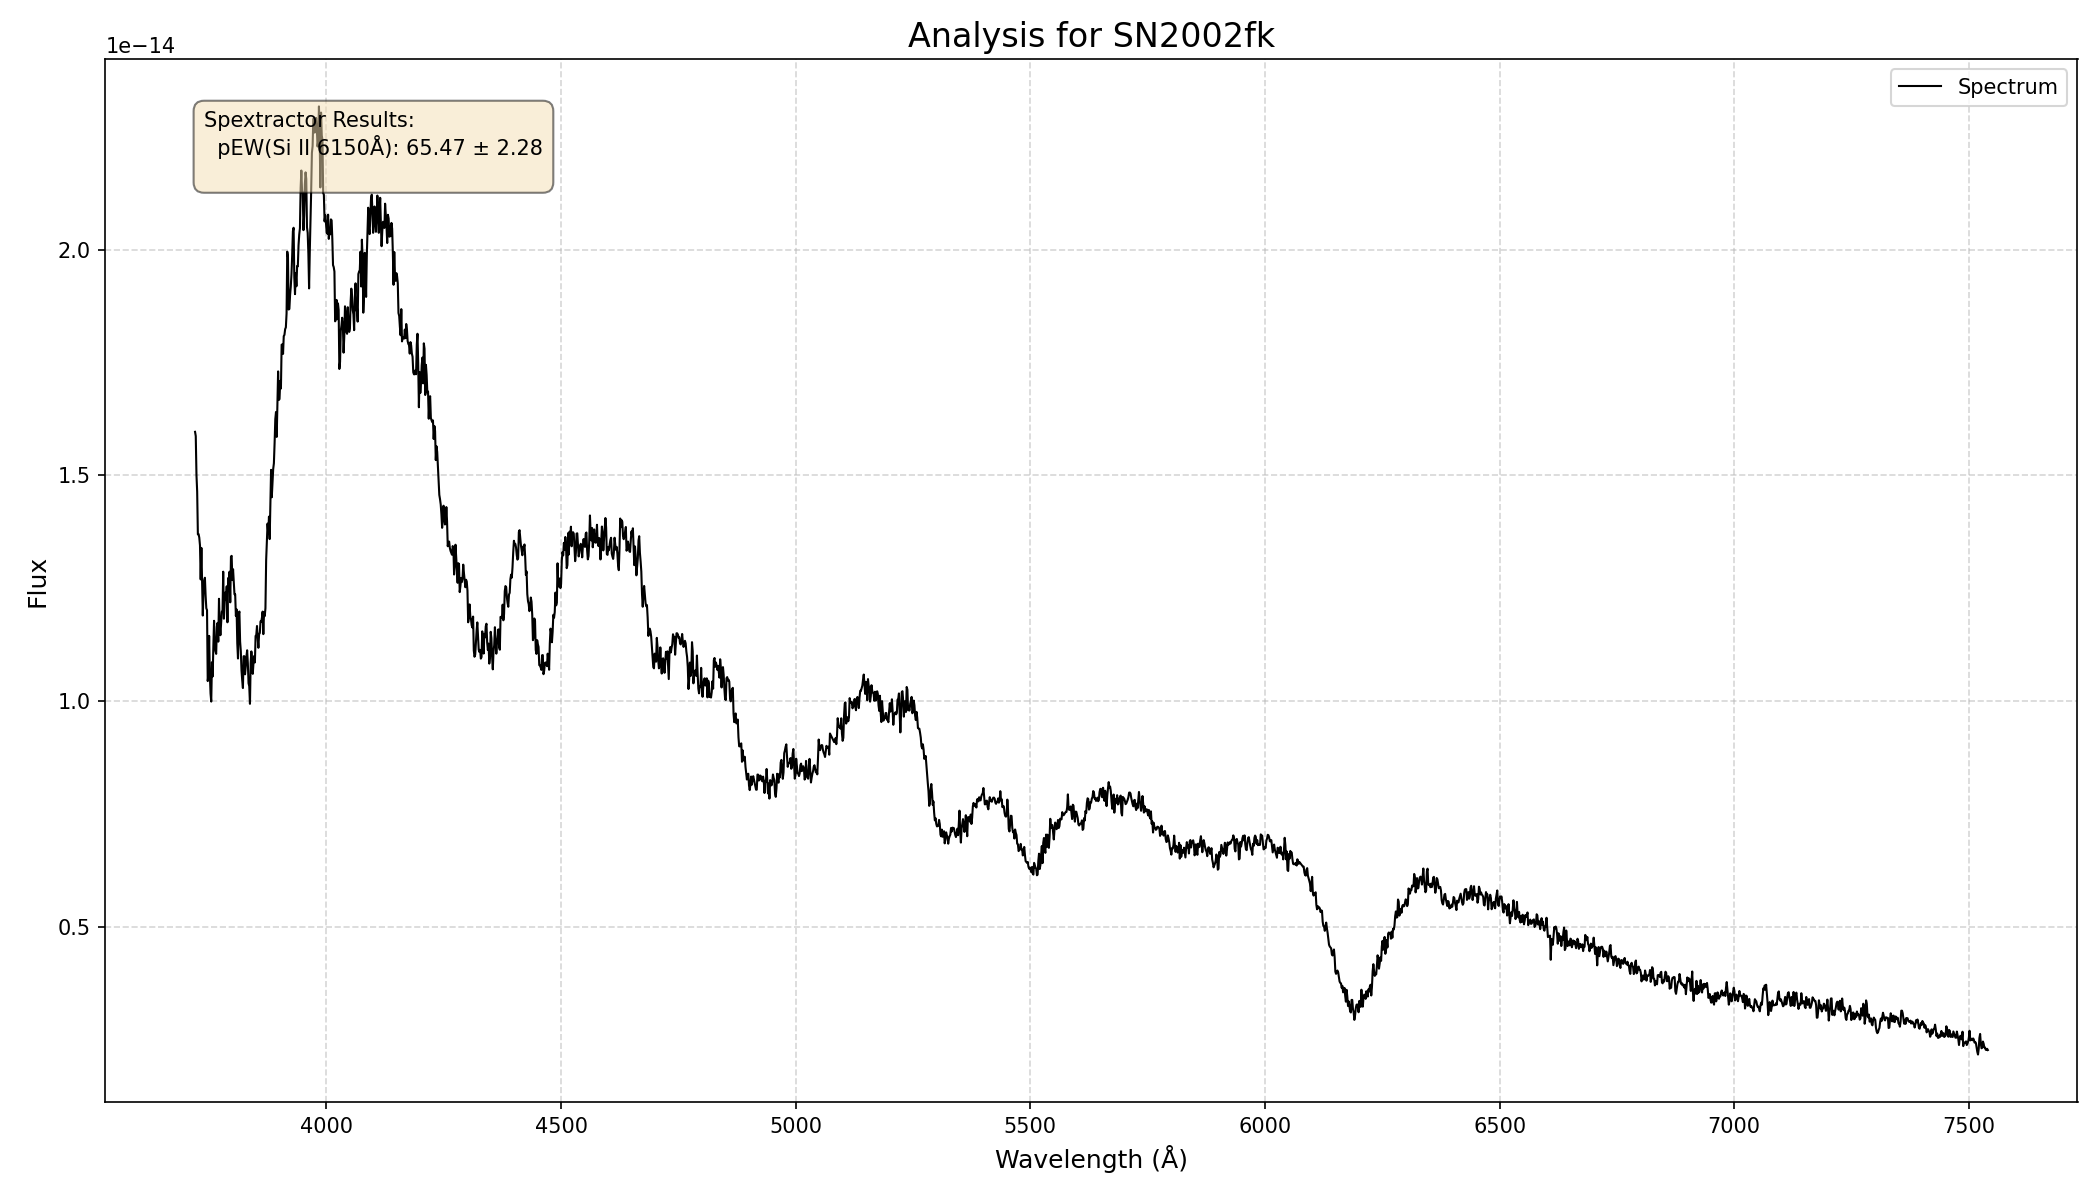 Analysis for SN2002fk
1e−14
Spectrum
Spextractor Results:
pEW(Si II 6150Å): 65.47 ± 2.28
2.0
1.5
1.0
0.5
Flux
4000 4500 5000 5500 6000 6500 7000 7500
Wavelength (Å)